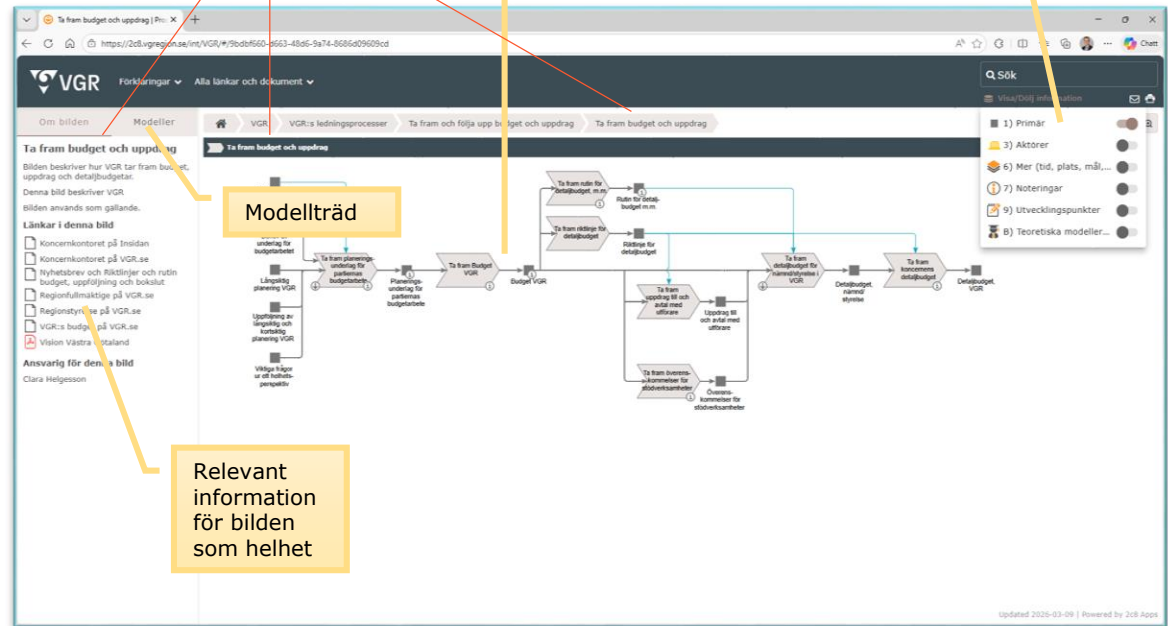 Ta fram budget och uppdrag | Pro
https://2c8.vgregion.se/int/VGR/#/9bdbf660-d663-48d6-9a74-8686d09609cd
Chatt
VGR
Förklaringar
Alla länkar och dokument
Sök
Visa/Dölj information
Om bilden
Modeller
VGR
VGR:s ledningsprocesser
Ta fram och följa upp budget och uppdrag
Ta fram budget och uppdrag
1) Primär
3) Aktörer
6) Mer (tid, plats, mål,...
7) Noteringar
9) Utvecklingspunkter
B) Teoretiska modeller...
Ta fram budget och uppdrag
Ta fram budget och uppdrag
Bilden beskriver hur VGR tar fram budget,
uppdrag och detaljbudgetar.
Denna bild beskriver VGR
Bilden används som gällande.
Länkar i denna bild
Koncernkontoret på Insidan
Koncernkontoret på VGR.se
Nyhetsbrev och Riktlinjer och rutin
budget, uppföljning och bokslut
Regionfullmäktige på VGR.se
Regionstyrelse på VGR.se
VGR:s budget på VGR.se
Vision Västra Götaland
Ansvarig för denna bild
Clara Helgesson
Modellträd
underlag för
budgetarbetet
Långsiktig
planering VGR
Uppföljning av
långsiktig och
kortsiktig
planering VGR
Viktiga frågor
ur ett helhets-
perspektiv
Ta fram planerings-
underlag för
partiernas
budgetarbete
Planerings-
underlag för
partiernas
budgetarbete
Ta fram Budget
VGR
Budget VGR
Ta fram rutin för
detaljbudget, m.m
Rutin för detalj-
budget m.m.
Ta fram riktlinje för
detaljbudget
Riktlinje för
detaljbudget
Ta fram
uppdrag till och
avtal med
utförare
Uppdrag till
och avtal med
utförare
Ta fram överens-
kommelser för
stödverksamheter
Överens-
kommelser för
stödverksamheter
Ta fram
detaljbudget för
nämnd/styrelse i
VGR
Detaljbudget,
nämnd/
styrelse
Ta fram
koncernens
detaljbudget
Detaljbudget,
VGR
Relevant
information
för bilden
som helhet
Updated 2026-03-09 | Powered by 2c8 Apps